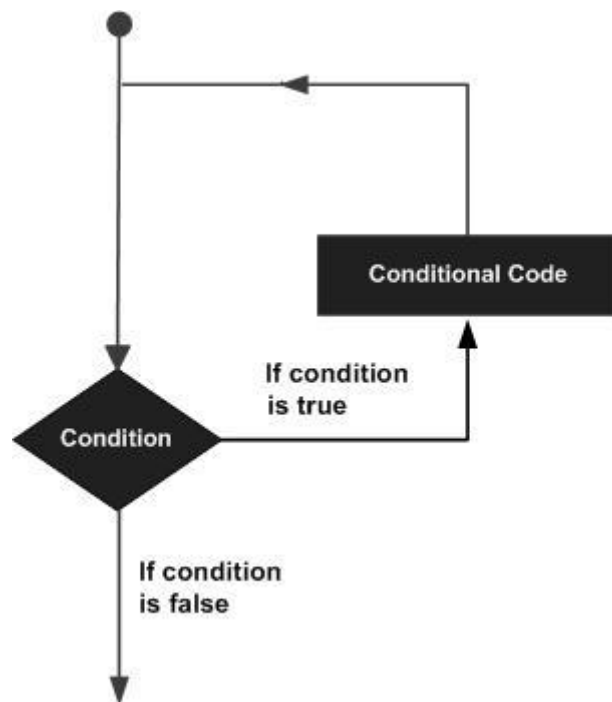 Conditional Code
If condition
is true
Condition
If condition
is false